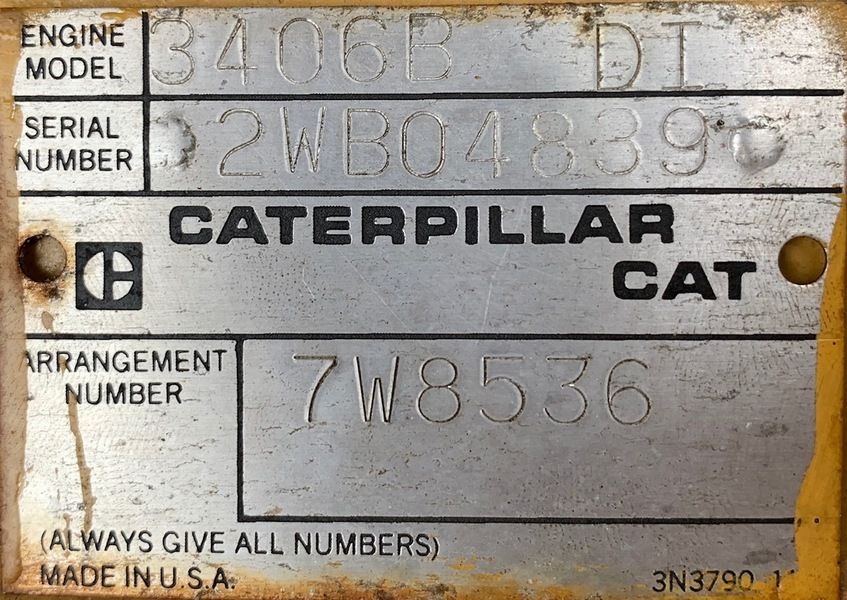 ENGINE MODEL 3406B DI
SERIAL NUMBER 2WB04839
CATERPILLAR
CAT
ARRANGEMENT NUMBER 7W8536
(ALWAYS GIVE ALL NUMBERS)
MADE IN U.S.A. 3N3790